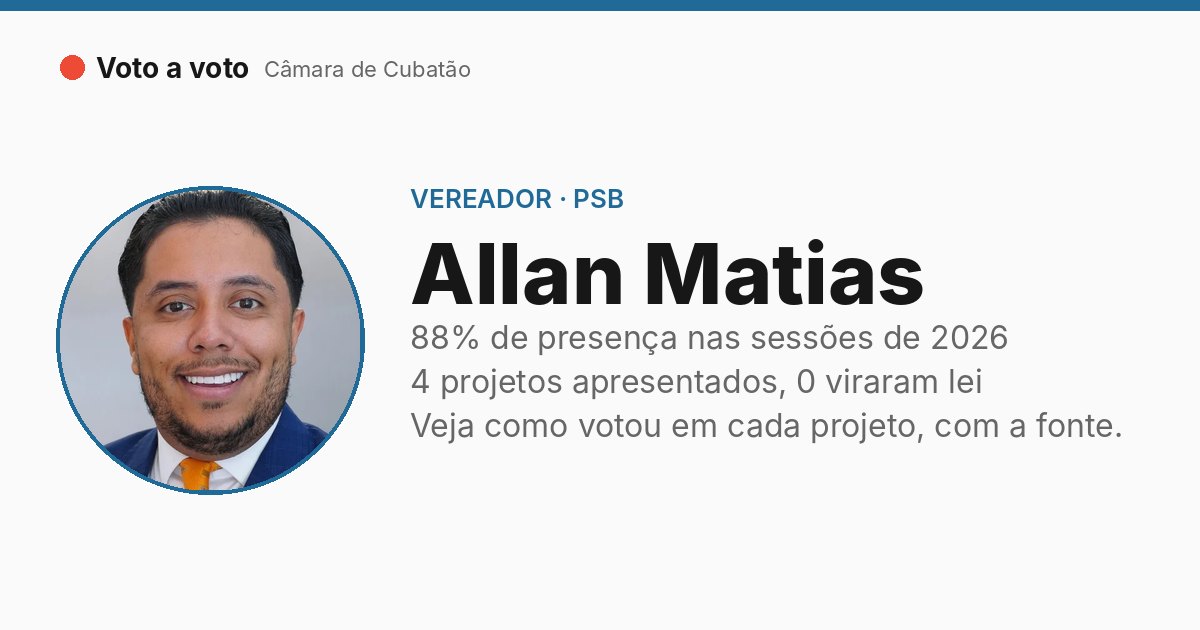 Voto a voto Câmara de Cubatão
VEREADOR · PSB
Allan Matias
88% de presença nas sessões de 2026
4 projetos apresentados, 0 viraram lei
Veja como votou em cada projeto, com a fonte.